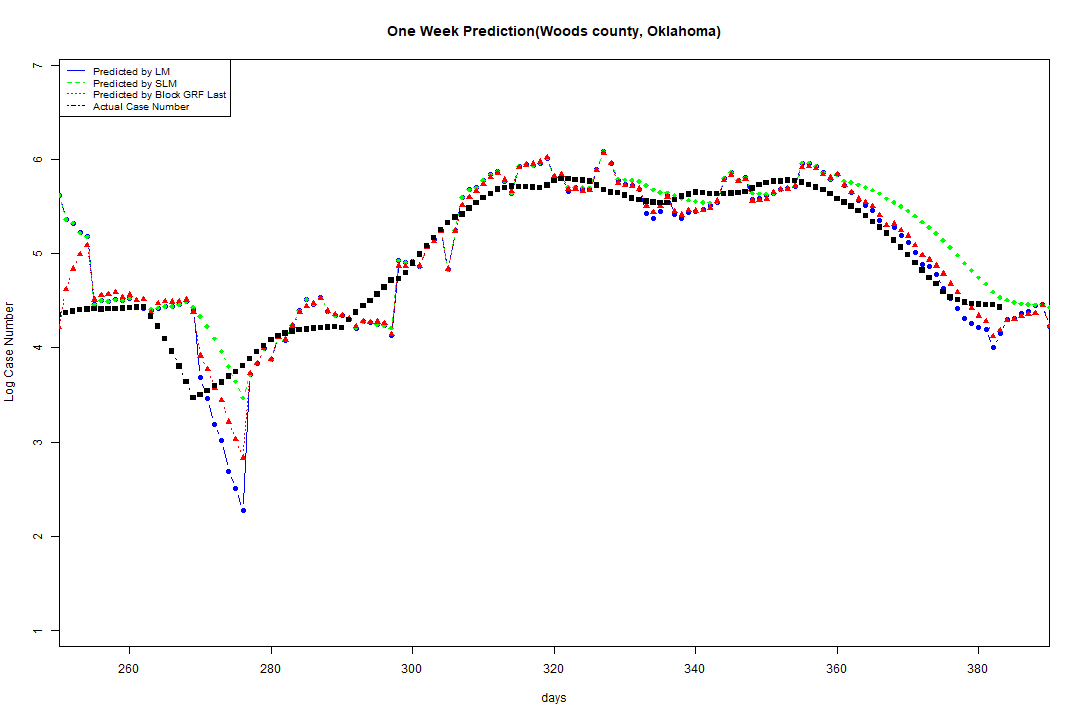 One Week Prediction(Woods county, Oklahoma)
Predicted by LM
Predicted by SLM
Predicted by Block GRF Last
Actual Case Number
7
6
5
4
3
2
1
Log Case Number
260 280 300 320 340 360 380
days